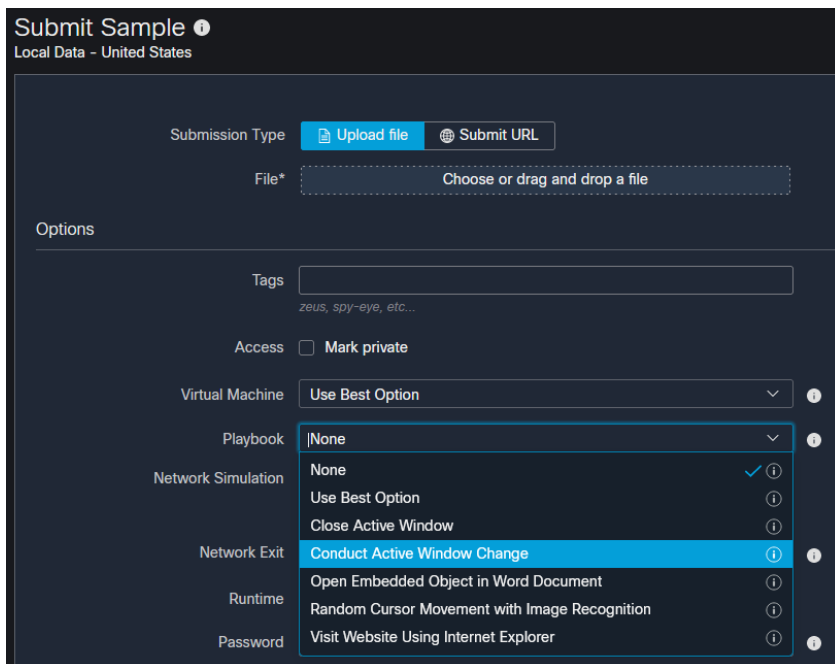 Submit Sample
Local Data - United States
Submission Type Upload file Submit URL
File* Choose or drag and drop a file
Options
Tags
zeus, spy-eye, etc...
Access Mark private
Virtual Machine Use Best Option
Playbook None
None
Network Simulation
Use Best Option
Close Active Window
Network Exit Conduct Active Window Change
Open Embedded Object in Word Document
Runtime
Random Cursor Movement with Image Recognition
Password Visit Website Using Internet Explorer